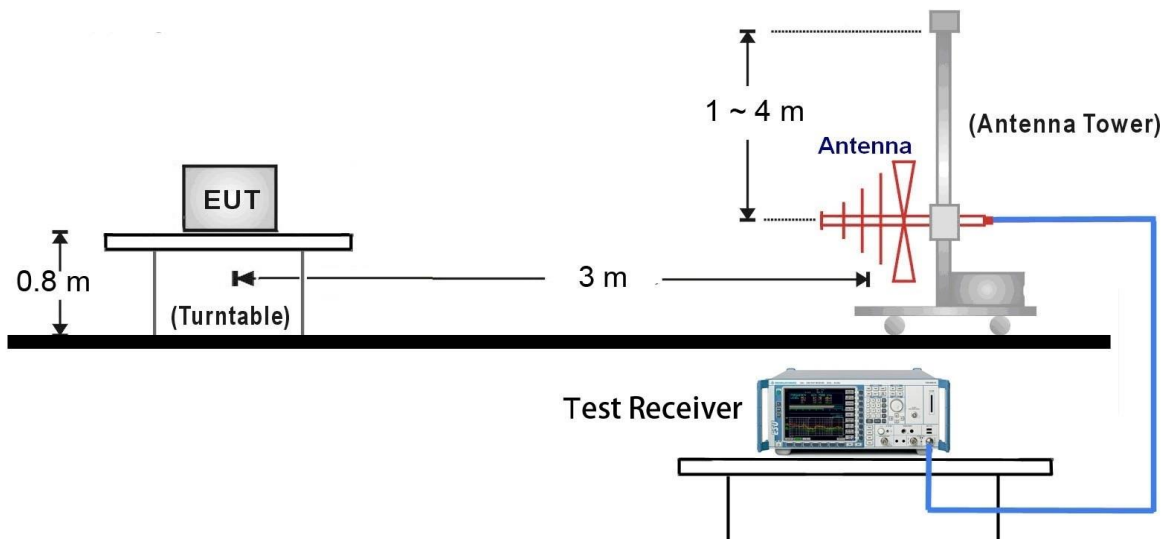 1 ~ 4 m
(Antenna Tower)
Antenna
EUT
0.8 m
3 m
(Turntable)
Test Receiver